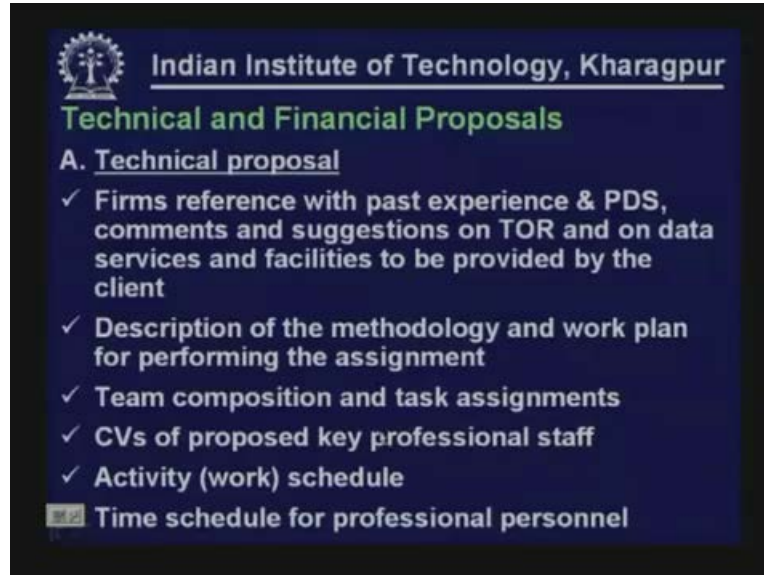 Indian Institute of Technology, Kharagpur
Technical and Financial Proposals
A. Technical proposal
✓ Firms reference with past experience & PDS,
comments and suggestions on TOR and on data
services and facilities to be provided by the
client
✓ Description of the methodology and work plan
for performing the assignment
✓ Team composition and task assignments
✓ CVs of proposed key professional staff
✓ Activity (work) schedule
Time schedule for professional personnel